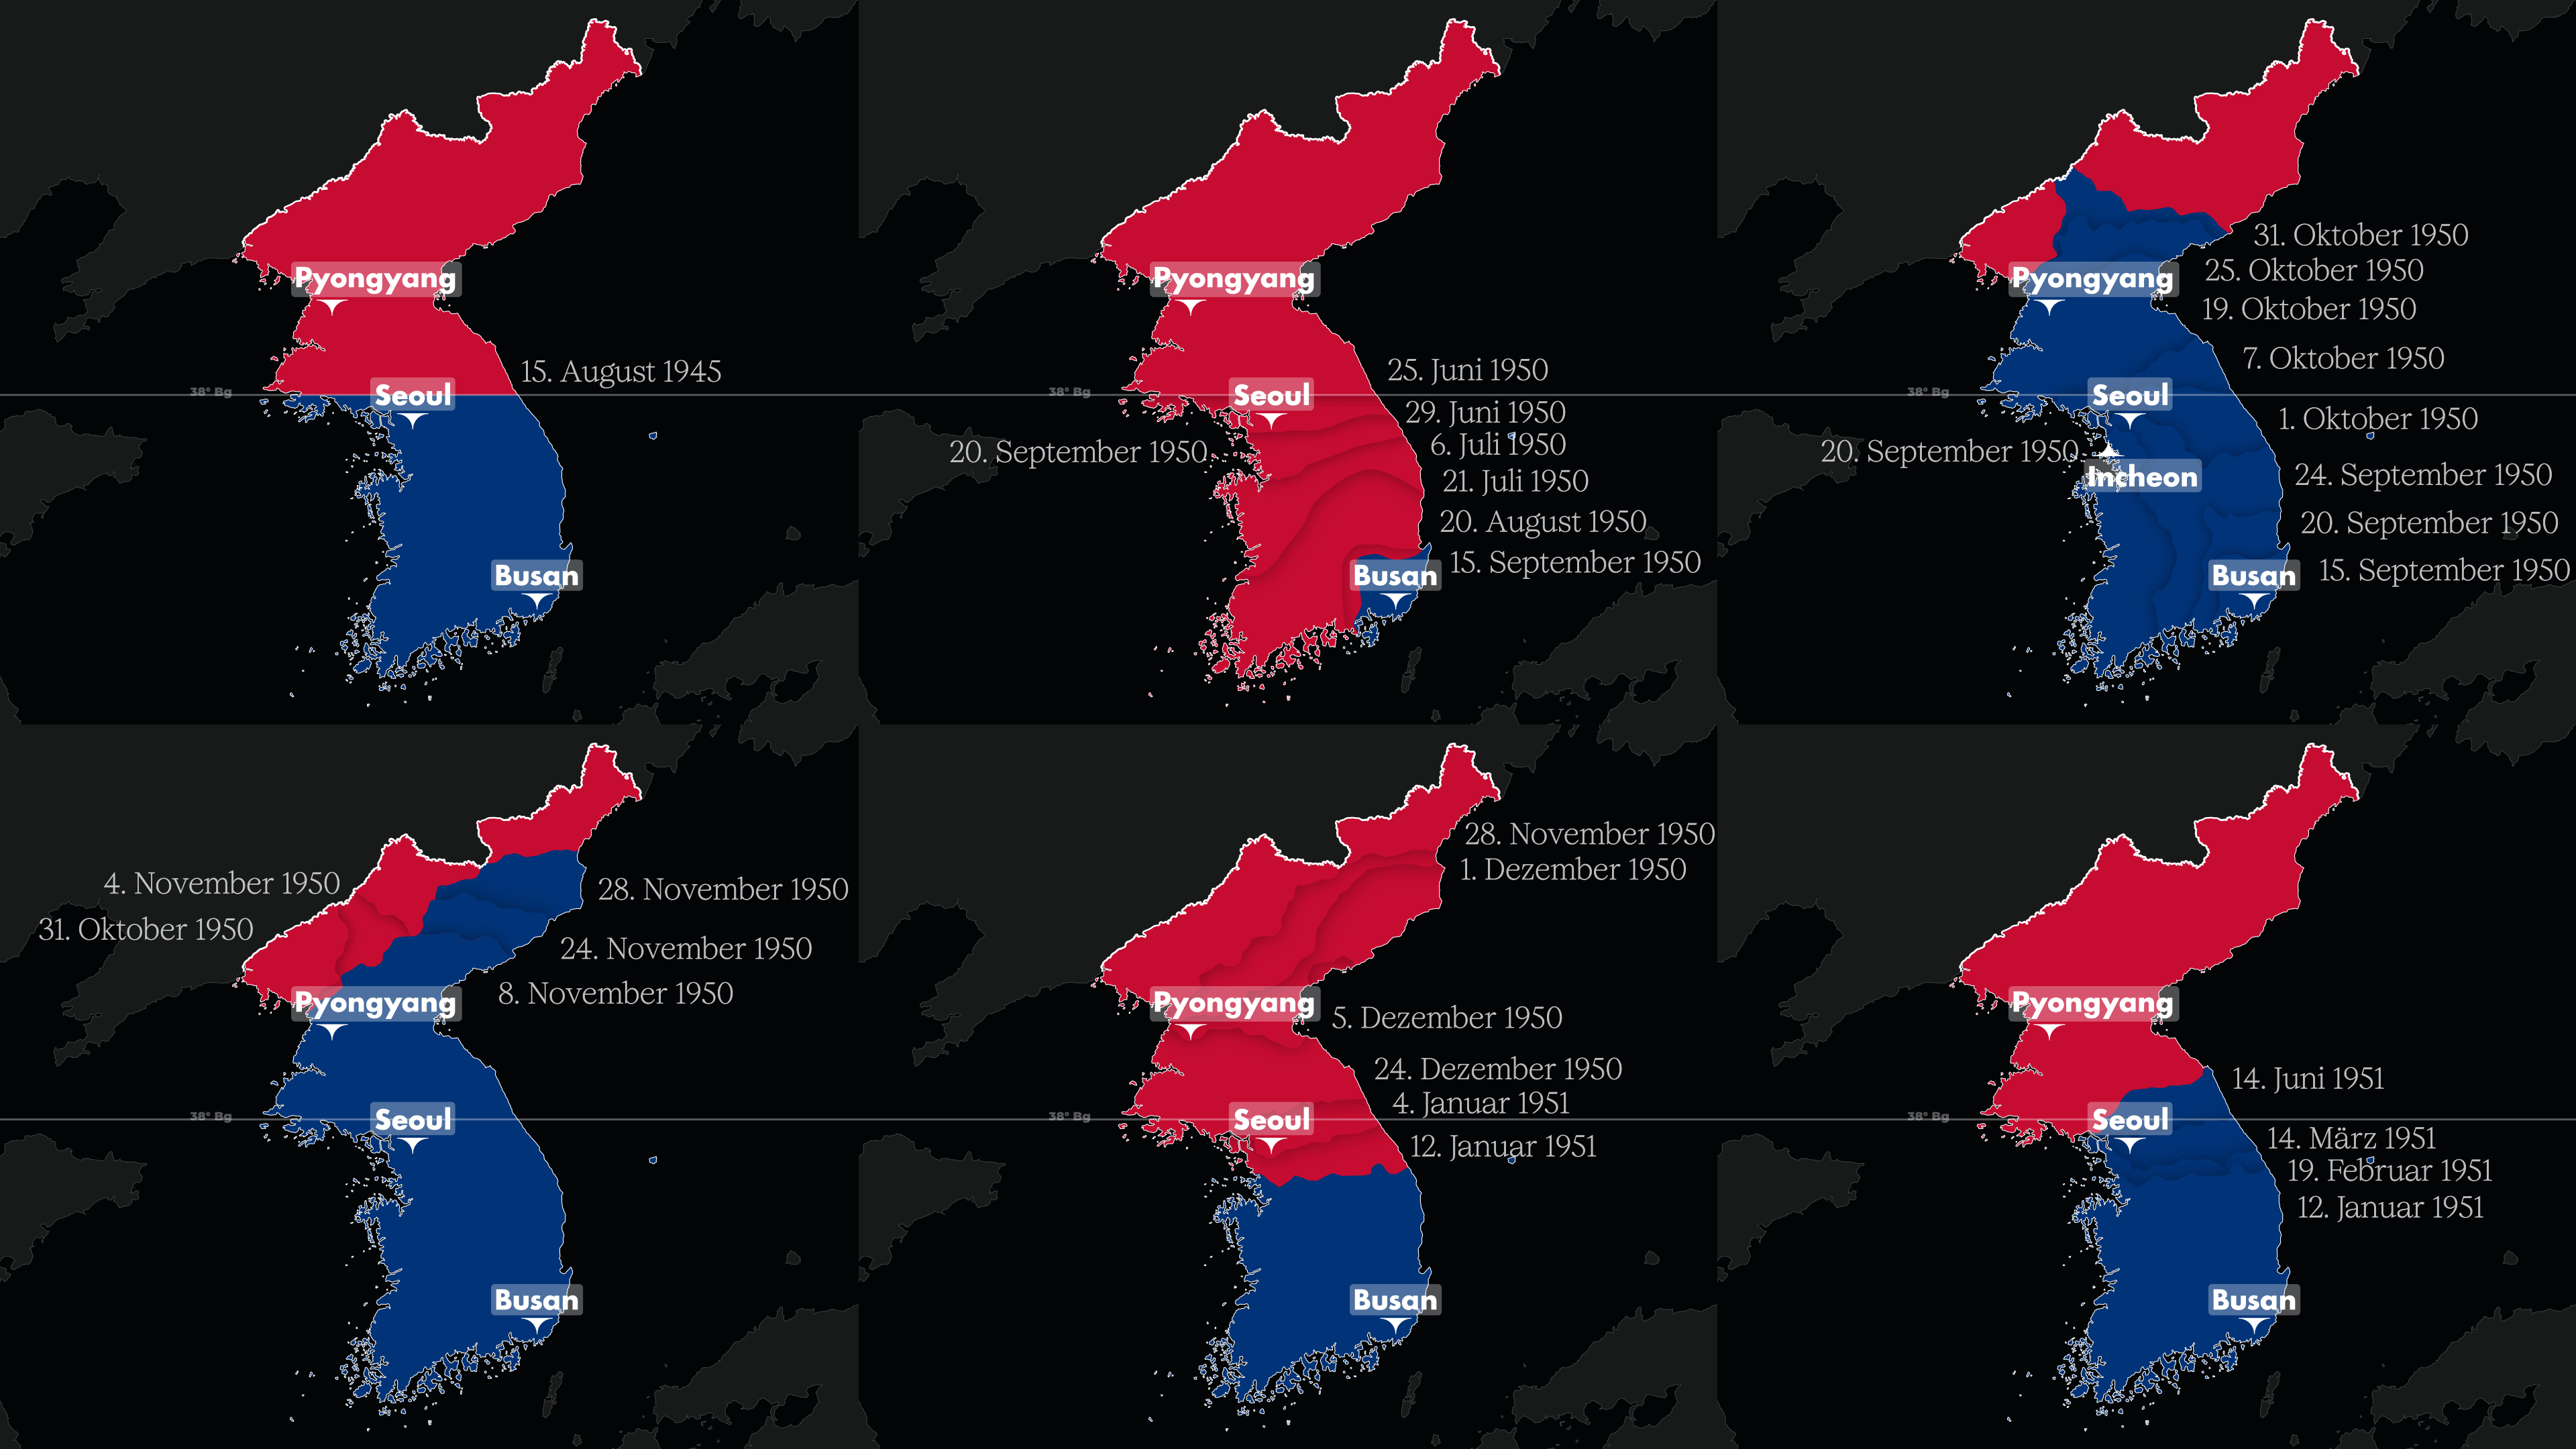 Pyongyang
15. August 1945
38° Bg
Seoul
Busan
Pyongyang
25. Juni 1950
38° Bg
Seoul
29. Juni 1950
6. Juli 1950
20. September 1950
21. Juli 1950
20. August 1950
15. September 1950
Busan
31. Oktober 1950
25. Oktober 1950
Pyongyang
19. Oktober 1950
7. Oktober 1950
38° Bg
Seoul
1. Oktober 1950
20. September 1950
Incheon
24. September 1950
20. September 1950
15. September 1950
Busan
4. November 1950
28. November 1950
31. Oktober 1950
24. November 1950
8. November 1950
Pyongyang
38° Bg
Seoul
Busan
28. November 1950
1. Dezember 1950
Pyongyang
5. Dezember 1950
24. Dezember 1950
4. Januar 1951
38° Bg
Seoul
12. Januar 1951
Busan
Pyongyang
14. Juni 1951
38° Bg
Seoul
14. März 1951
19. Februar 1951
12. Januar 1951
Busan